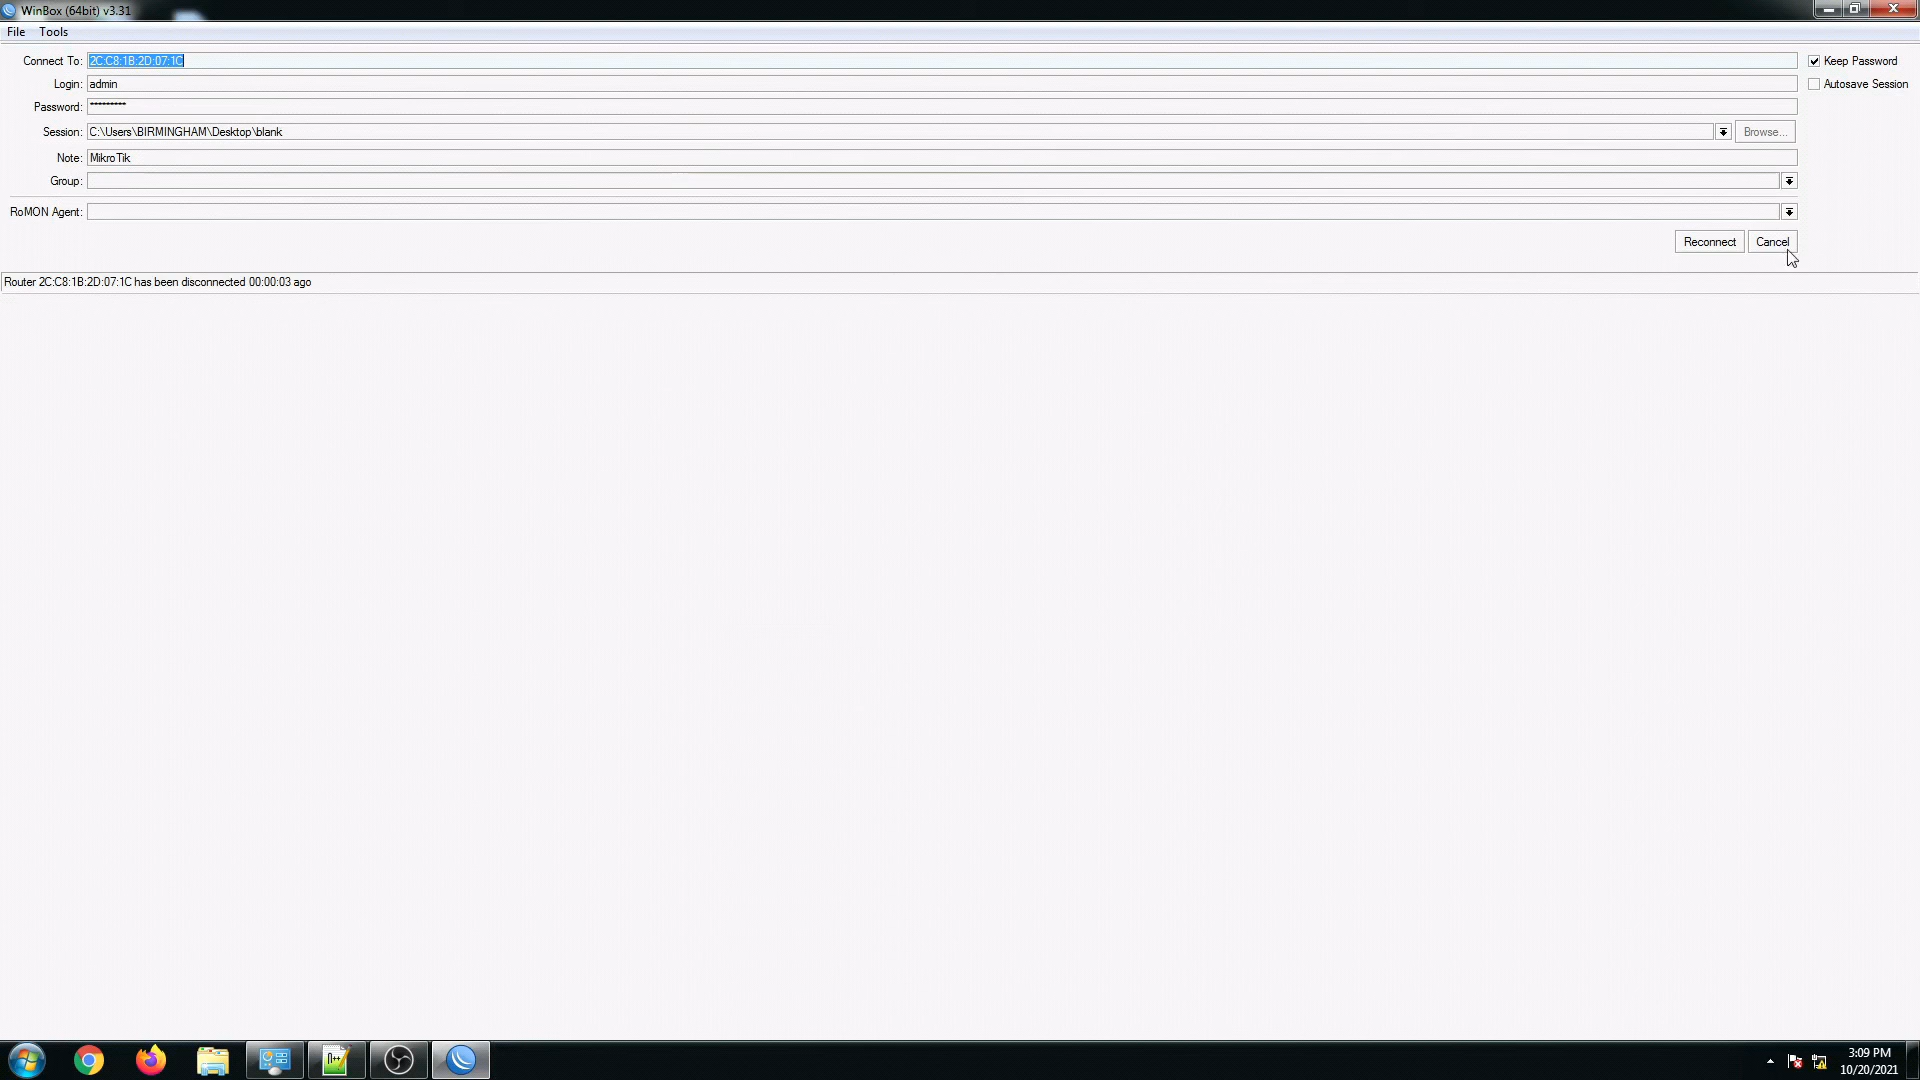 WinBox (64bit) v3.31
File Tools
Connect To: 2C:C8:1B:2D:07:1C
Keep Password
Login: admin
Autosave Session
Password: *********
Session: C:\Users\BIRMINGHAM\Desktop\blank
Browse...
Note: MikroTik
Group:
RoMON Agent:
Reconnect Cancel
Router 2C:C8:1B:2D:07:1C has been disconnected 00:00:03 ago
3:09 PM
10/20/2021